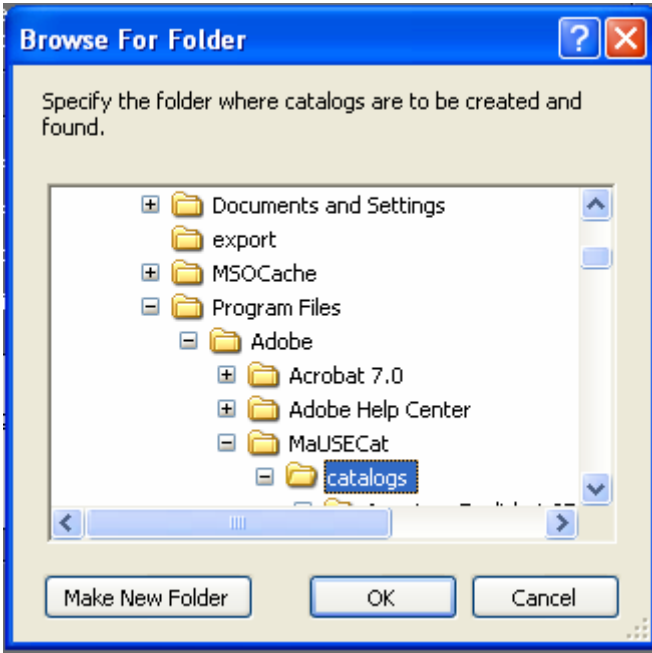 Browse For Folder
Specify the folder where catalogs are to be created and
found.
Documents and Settings
export
MSOCache
Program Files
Adobe
Acrobat 7.0
Adobe Help Center
MaUSECat
catalogs
Make New Folder
OK
Cancel